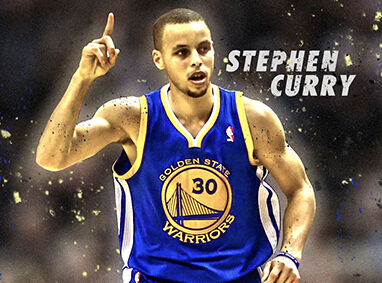 STEPHEN
CURRY
GOLDEN STATE
30
WARRIORS